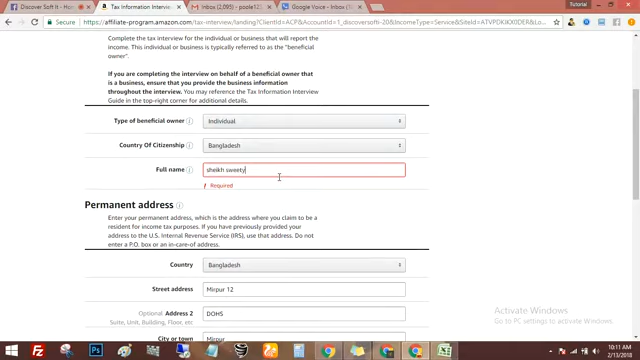 Discover Soft It - Hom
Tax Information Intervie
Gmail - Inbox (2,095) - poole12
Google Voice - Inbox (10
Tutorial
Secure
https://affiliate-program.amazon.com/tax-interview/landing?ClientId=ACP&AccountId=1_discoversofti-20&IncomeType=Service&SiteId=ATVPDKIKX0DER&Lo
Complete the tax interview for the individual or business that will report the
income. This individual or business is typically referred to as the "beneficial
owner".
If you are completing the interview on behalf of a beneficial owner that
is a business, ensure that you provide the business information
throughout the interview. You may reference the Tax Information Interview
Guide in the top-right corner for additional details.
Type of beneficial owner
Individual
Country Of Citizenship
Bangladesh
Full name
sheikh sweety
Required
Permanent address
Enter your permanent address, which is the address where you claim to be a
resident for income tax purposes. If you have previously provided your
address to the U.S. Internal Revenue Service (IRS), use that address. Do not
enter a P.O. box or an in-care-of address.
Country
Bangladesh
Street address
Mirpur 12
Optional Address 2
Suite, Unit, Building, Floor, etc.
DOHS
City or town
Mirpur
Activate Windows
Go to PC settings to activate Windows.
10:11 AM
2/13/2018